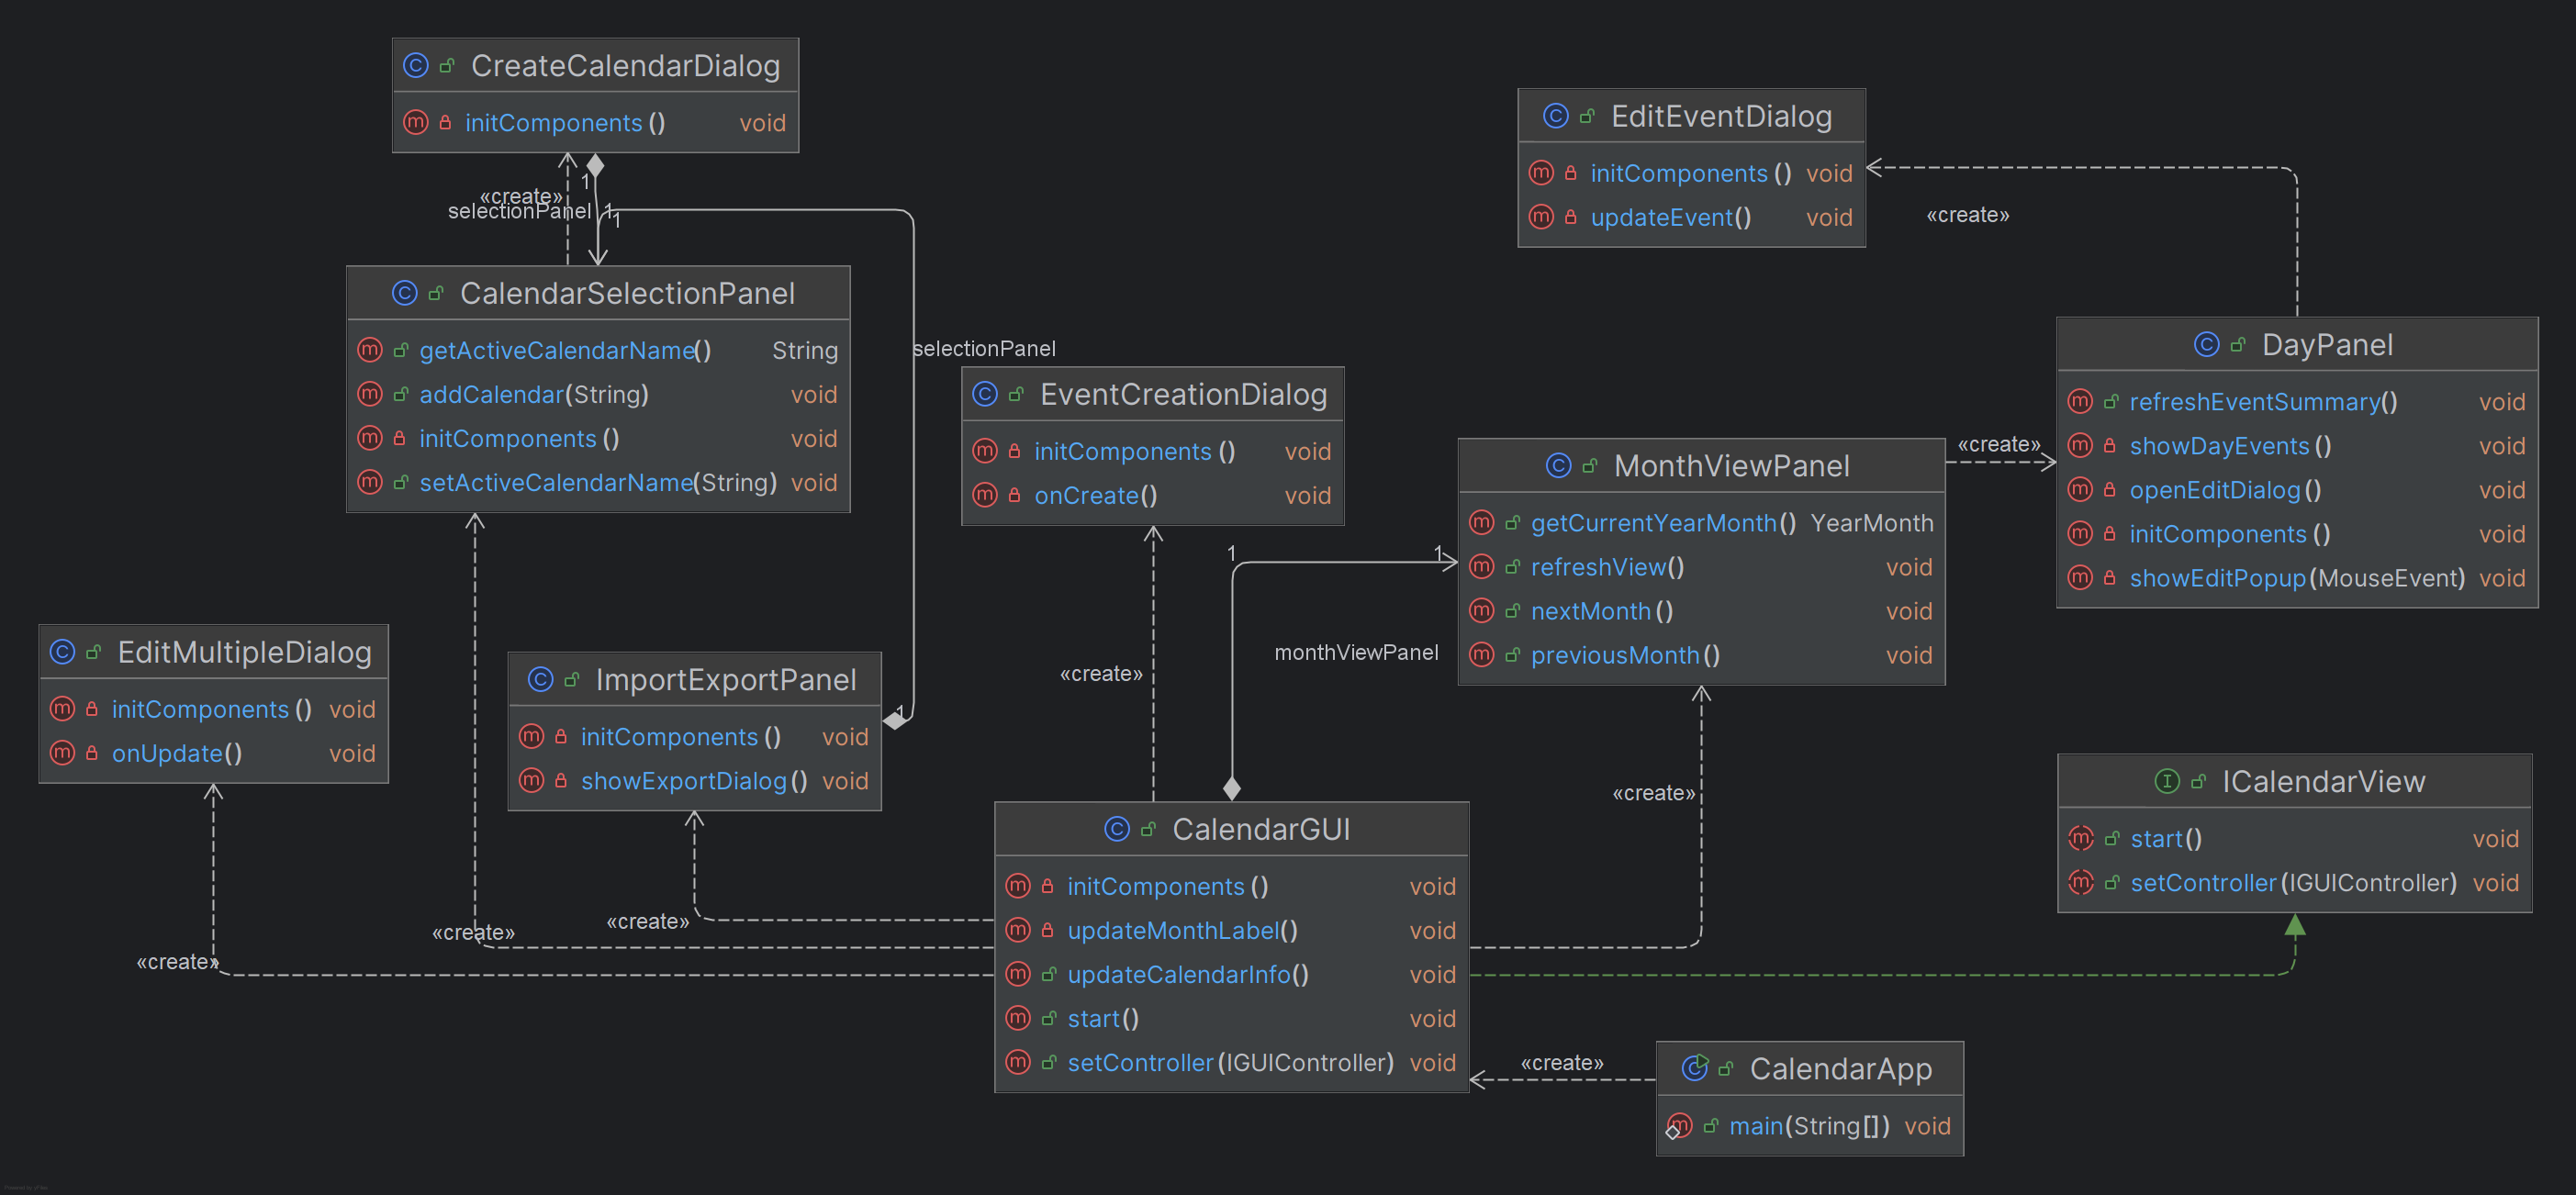 CreateCalendarDialog
initComponents () void
«create»
1
selectionPanel 1
1
CalendarSelectionPanel
getActiveCalendarName() String
addCalendar(String) void
initComponents () void
setActiveCalendarName(String) void
selectionPanel
EditEventDialog
initComponents () void
updateEvent() void
«create»
DayPanel
refreshEventSummary() void
showDayEvents () void
openEditDialog() void
initComponents () void
showEditPopup(MouseEvent) void
EventCreationDialog
initComponents () void
onCreate() void
MonthViewPanel
getCurrentYearMonth() YearMonth
refreshView() void
nextMonth () void
previousMonth() void
«create»
1 1
monthViewPanel
«create»
EditMultipleDialog
initComponents () void
onUpdate() void
ImportExportPanel
initComponents () void
showExportDialog() void
1
«create»
ICalendarView
start() void
setController(IGUIController) void
CalendarGUI
initComponents () void
updateMonthLabel() void
updateCalendarInfo() void
start() void
setController(IGUIController) void
«create»
«create»
«create»
«create»
CalendarApp
main(String[]) void
Powered by yFiles